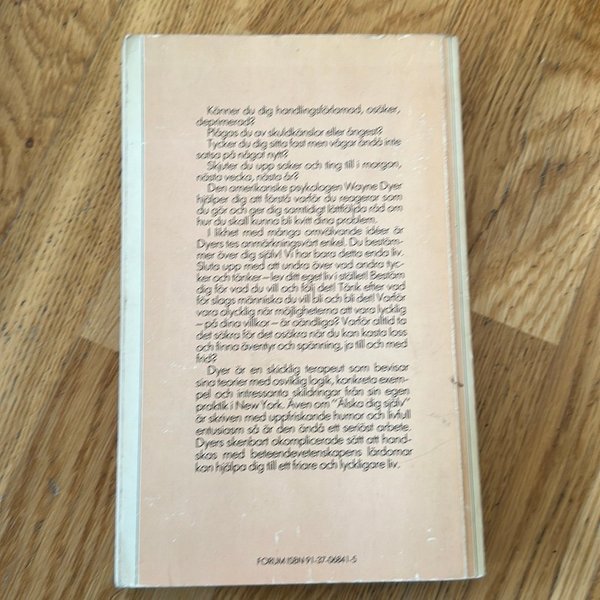 Känner du dig handlingsförlamad, osäker,
deprimerad?
Plågas du av skuldkänslor eller ångest?
Tycker du dig sitta fast men vågar ändå inte
satsa på något nytt?
Skjuter du upp saker och ting till i morgon,
nästa vecka, nästa år?
Den amerikanske psykologen Wayne Dyer
hjälper dig att förstå varför du reagerar som
du gör och ger dig samtidigt lättföljda råd om
hur du skall kunna bli kvitt dina problem.
I likhet med många omvälvande idéer är
Dyers tes anmärkningsvärt enkel. Du bestäm-
mer över dig själv! Vi har bara detta enda liv.
Sluta upp med att undra över vad andra tyc-
ker och tänker – lev ditt eget liv i stället! Bestäm
dig för vad du vill och följ det! Tänk efter vad
för slags människa du vill bli och bli det! Varför
vara olycklig när möjligheterna att vara lycklig
– på dina villkor – är oändliga? Varför alltid ta
det säkra för det osäkra när du kan kasta loss
och finna äventyr och spänning, ja till och med
frid?
Dyer är en skicklig terapeut som bevisar
sina teorier med osviklig logik, konkreta exem-
pel och intressanta skildringar från sin egen
praktik i New York. Även om "Älska dig själv"
är skriven med uppfriskande humor och livfull
entusiasm så är den ändå ett seriöst arbete.
Dyers skenbart okomplicerade sätt att hand-
skas med beteendevetenskapens lärdomar
kan hjälpa dig till ett friare och lyckligare liv.
FORUM ISBN 91-37-06841-5